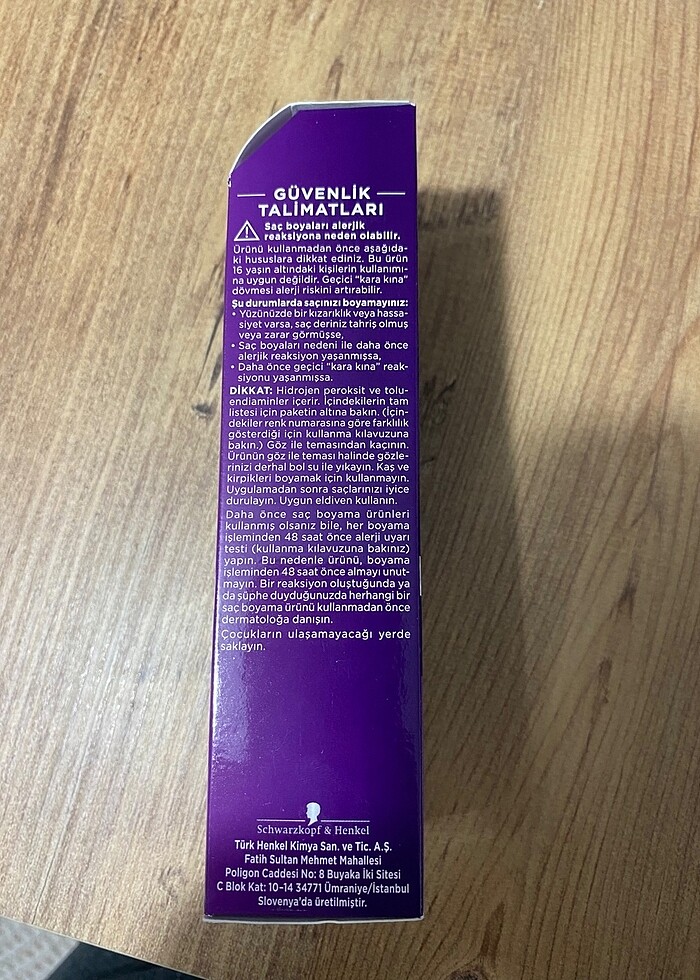 GÜVENLİK
TALİMATLARI
Saç boyaları alerjik
reaksiyona neden olabilir.
Ürünü kullanmadan önce aşağıda-
ki hususlara dikkat ediniz. Bu ürün
16 yaşın altındaki kişilerin kullanımı-
na uygun değildir. Geçici “kara kına”
dövmesi alerji riskini artırabilir.
Şu durumlarda saçınızı boyamayınız:
• Yüzünüzde bir kızarıklık veya hassa-
siyet varsa, saç deriniz tahriş olmuş
veya zarar görmüşse,
• Saç boyaları nedeni ile daha önce
alerjik reaksiyon yaşanmışsa,
• Daha önce geçici “kara kına” reak-
siyonu yaşanmışsa.
DİKKAT: Hidrojen peroksit ve tolu-
endiaminler içerir. İçindekilerin tam
listesi için paketin altına bakın. (İçin-
dekiler renk numarasına göre farklılık
gösterdiği için kullanma kılavuzuna
bakın.) Göz ile temasından kaçının.
Ürünün göz ile teması halinde gözle-
rinizi derhal bol su ile yıkayın. Kaş ve
kirpikleri boyamak için kullanmayın.
Uygulamadan sonra saçlarınızı iyice
durulayın. Uygun eldiven kullanın.
Daha önce saç boyama ürünleri
kullanmış olsanız bile, her boyama
işleminden 48 saat önce alerji uyarı
testi (kullanma kılavuzuna bakınız)
yapın. Bu nedenle ürünü, boyama
işleminden 48 saat önce almayı unut-
mayın. Bir reaksiyon oluştuğunda ya
da şüphe duyduğunuzda herhangi bir
saç boyama ürünü kullanmadan önce
dermatoloğa danışın.
Çocukların ulaşamayacağı yerde
saklayın.
Schwarzkopf & Henkel
Türk Henkel Kimya San. ve Tic. A.Ş.
Fatih Sultan Mehmet Mahallesi
Poligon Caddesi No: 8 Buyaka İki Sitesi
C Blok Kat: 10-14 34771 Ümraniye/İstanbul
Slovenya'da üretilmiştir.